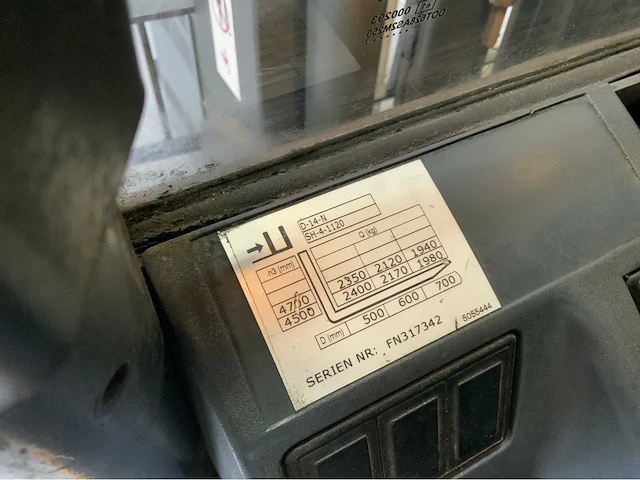 D-14-N
SH-4-1120
Q (kg)
h3 (mm)
4700 2350 2120 1940
4500 2400 2170 1980
D (mm) 500 600 700
SERIEN NR: FN317342
5055444